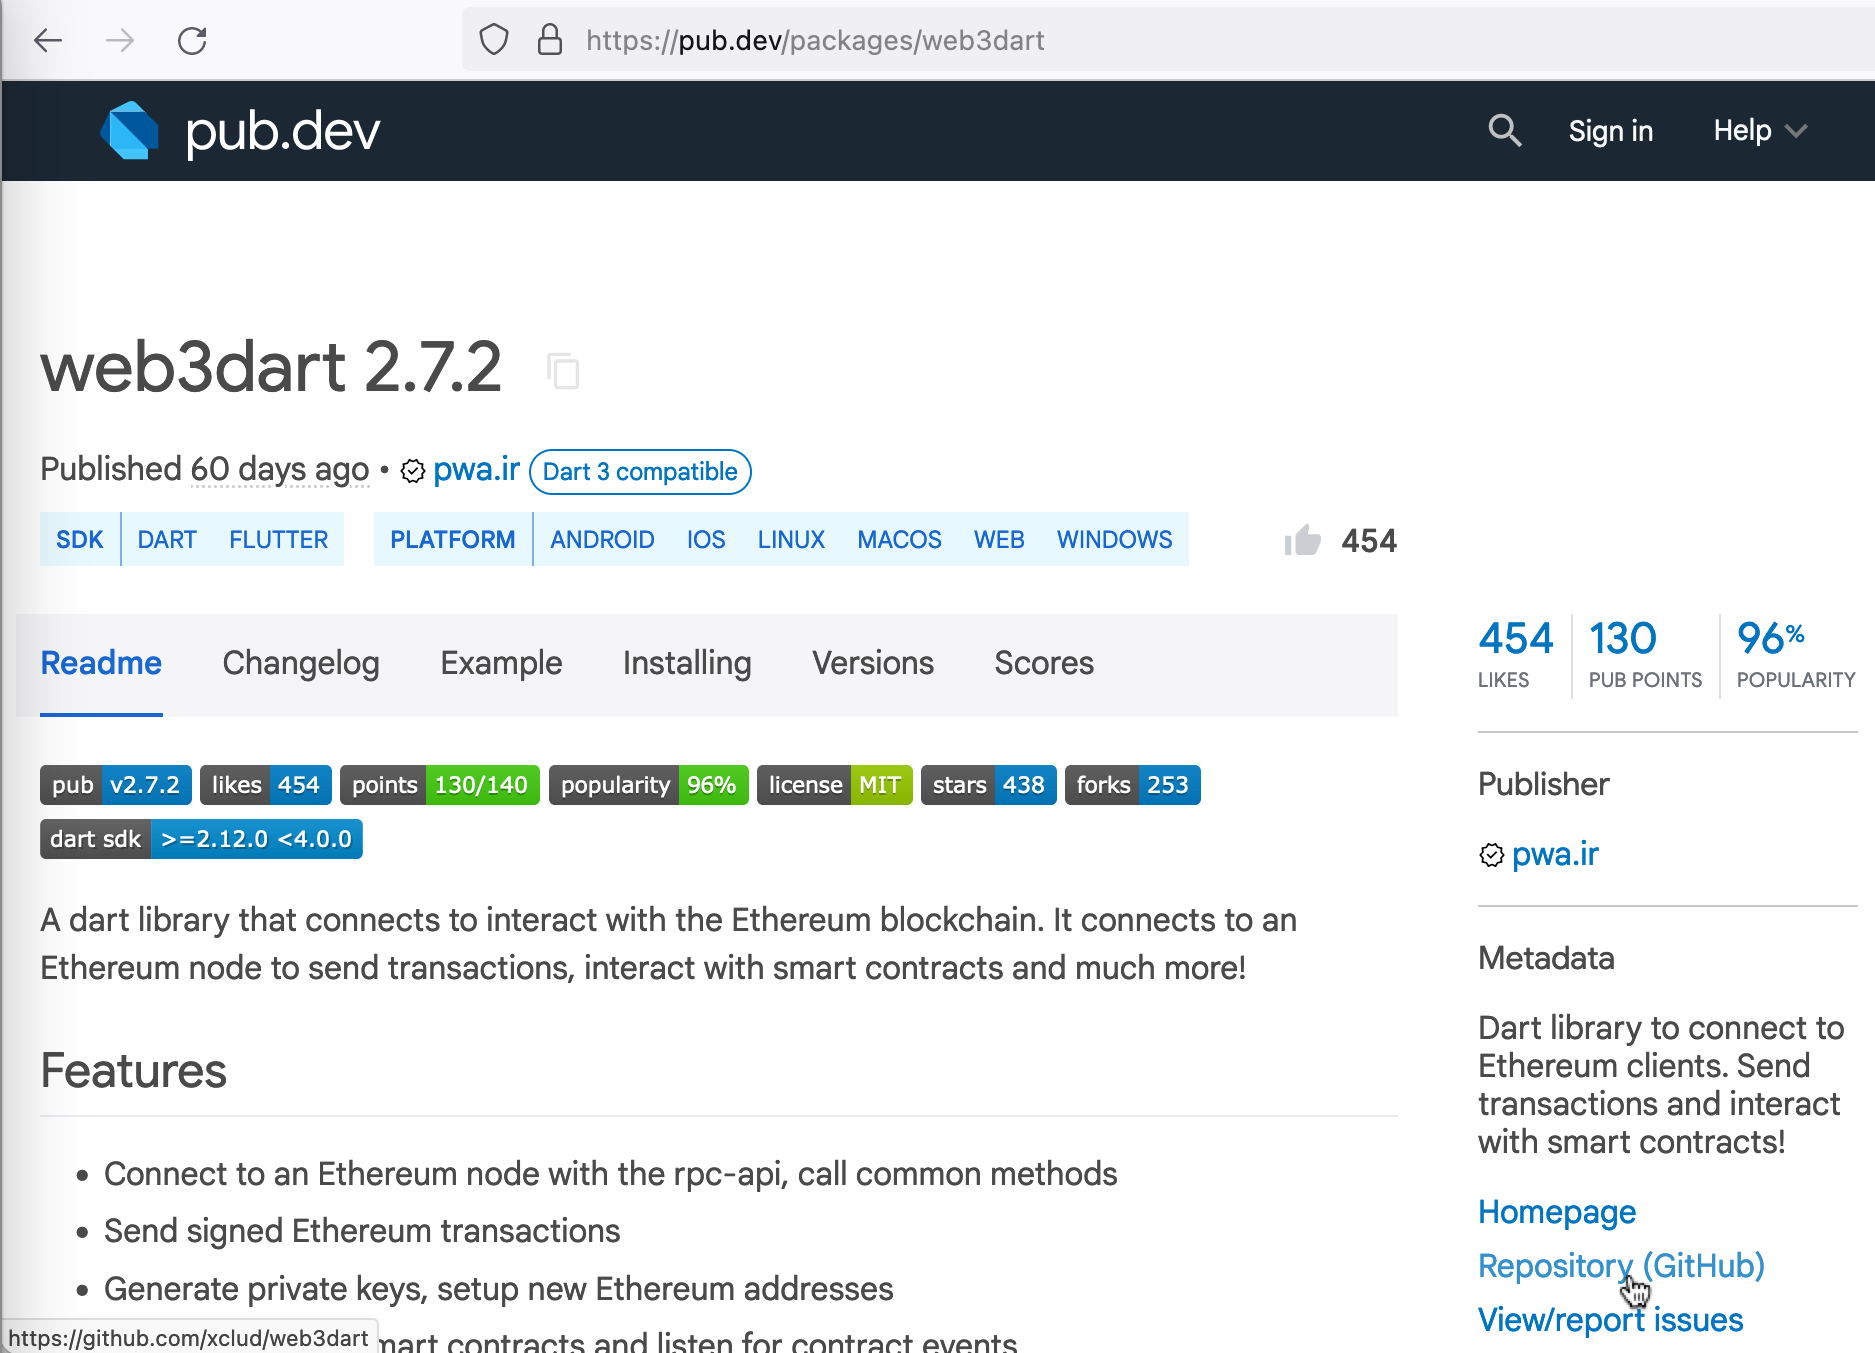 https://pub.dev/packages/web3dart
pub.dev
Sign in
Help
web3dart 2.7.2
Published 60 days ago • pwa.ir Dart 3 compatible
SDK DART FLUTTER PLATFORM ANDROID IOS LINUX MACOS WEB WINDOWS
454
Readme Changelog Example Installing Versions Scores
pub v2.7.2 likes 454 points 130/140 popularity 96% license MIT stars 438 forks 253
dart sdk >=2.12.0 <4.0.0
A dart library that connects to interact with the Ethereum blockchain. It connects to an
Ethereum node to send transactions, interact with smart contracts and much more!
Features
• Connect to an Ethereum node with the rpc-api, call common methods
• Send signed Ethereum transactions
• Generate private keys, setup new Ethereum addresses
mart contracts and listen for contract events
https://github.com/xclud/web3dart
454 130 96%
LIKES PUB POINTS POPULARITY
Publisher
pwa.ir
Metadata
Dart library to connect to
Ethereum clients. Send
transactions and interact
with smart contracts!
Homepage
Repository (GitHub)
View/report issues